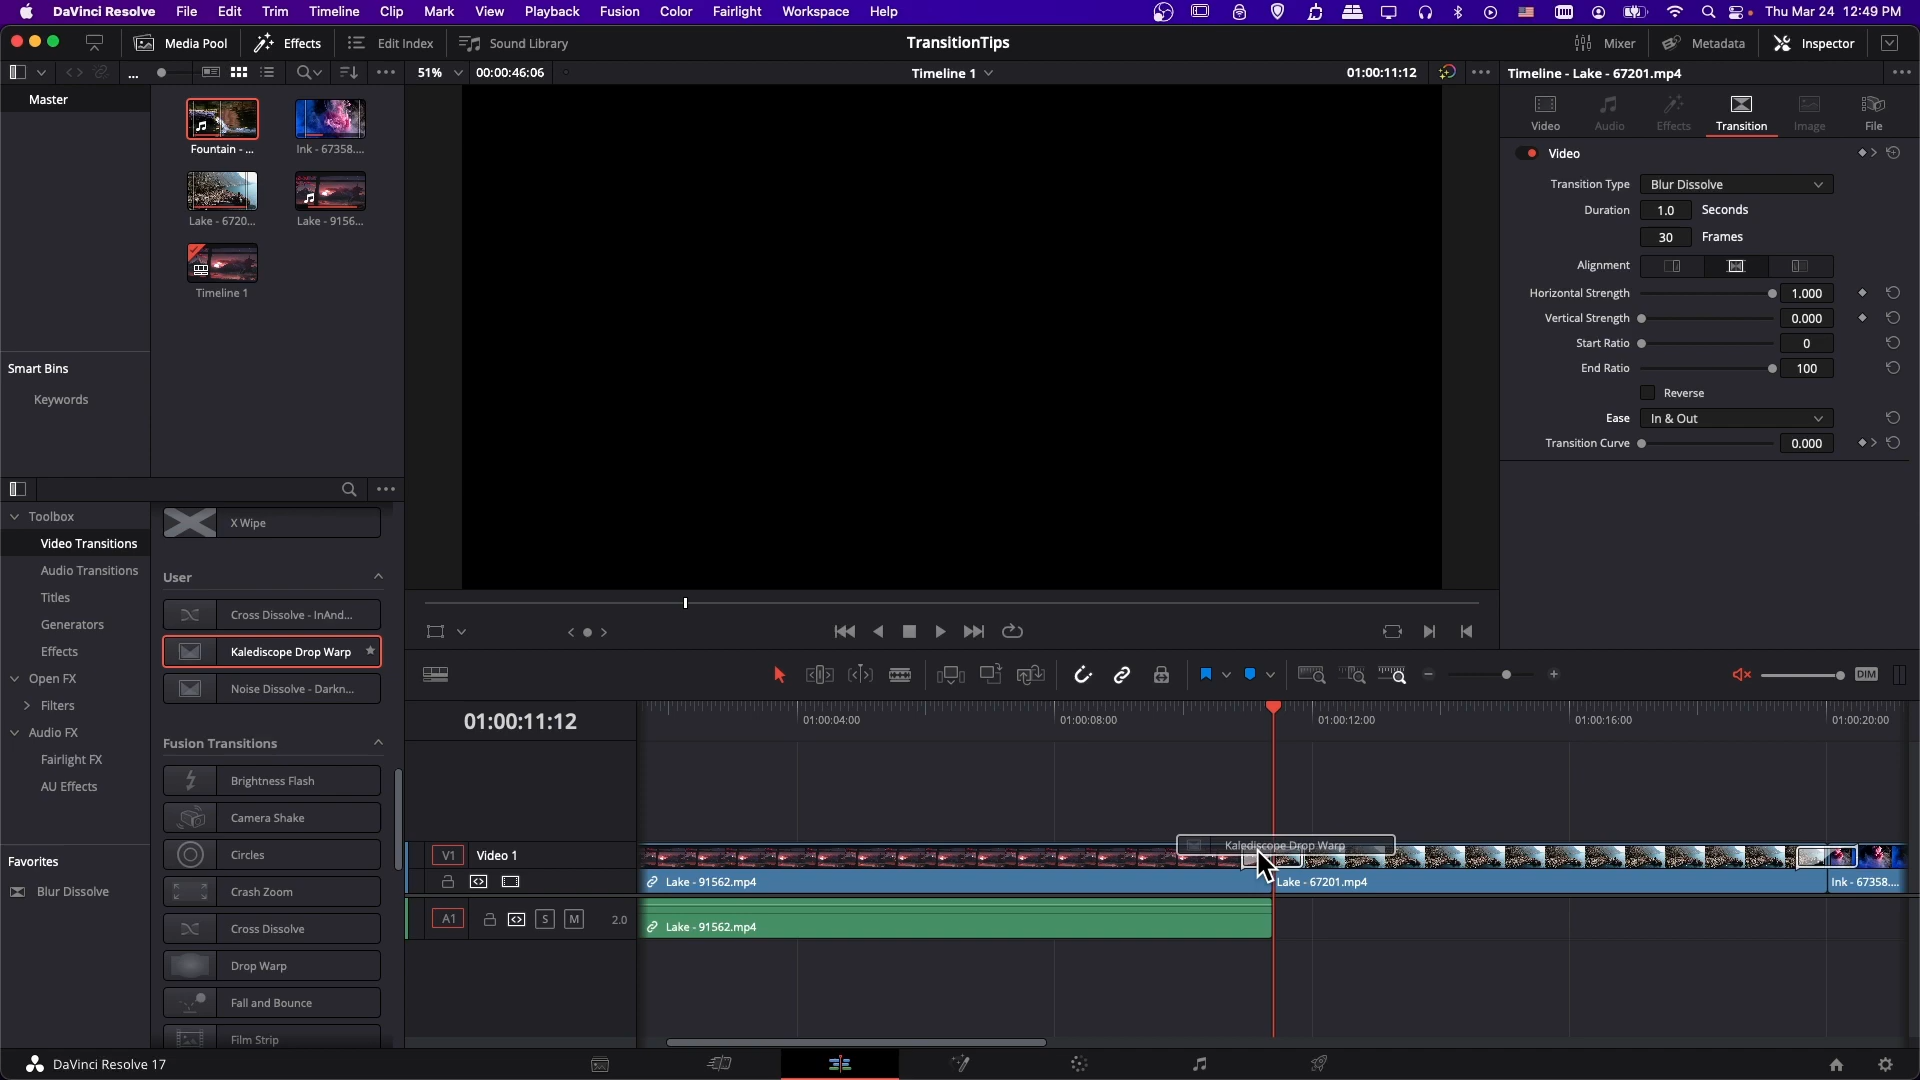 DaVinci Resolve File Edit Trim Timeline Clip Mark View Playback Fusion Color Fairlight Workspace Help Thu Mar 24 12:49 PM
Media Pool Effects Edit Index Sound Library TransitionTips Mixer Metadata Inspector
... 51% 00:00:46:06 Timeline 1 01:00:11:12 Timeline - Lake - 67201.mp4
Master
Fountain - ...
Ink - 67358....
Lake - 6720...
Lake - 9156...
Timeline 1
Smart Bins
Keywords
Video Audio Effects Transition Image File
Video
Transition Type Blur Dissolve
Duration 1.0 Seconds
30 Frames
Alignment
Horizontal Strength 1.000
Vertical Strength 0.000
Start Ratio 0
End Ratio 100
Reverse
Ease In & Out
Transition Curve 0.000
Toolbox
Video Transitions
Audio Transitions
Titles
Generators
Effects
Open FX
Filters
Audio FX
Fairlight FX
AU Effects
Favorites
Blur Dissolve
X Wipe
User
Cross Dissolve - InAnd...
Kalediscope Drop Warp
Noise Dissolve - Darkn...
Fusion Transitions
Brightness Flash
Camera Shake
Circles
Crash Zoom
Cross Dissolve
Drop Warp
Fall and Bounce
Film Strip
DIM
01:00:11:12 01:00:04:00 01:00:08:00 01:00:12:00 01:00:16:00 01:00:20:00
Kalediscope Drop Warp
V1 Video 1
Lake - 91562.mp4 Lake - 67201.mp4 Ink - 67358....
A1 S M 2.0
Lake - 91562.mp4
DaVinci Resolve 17